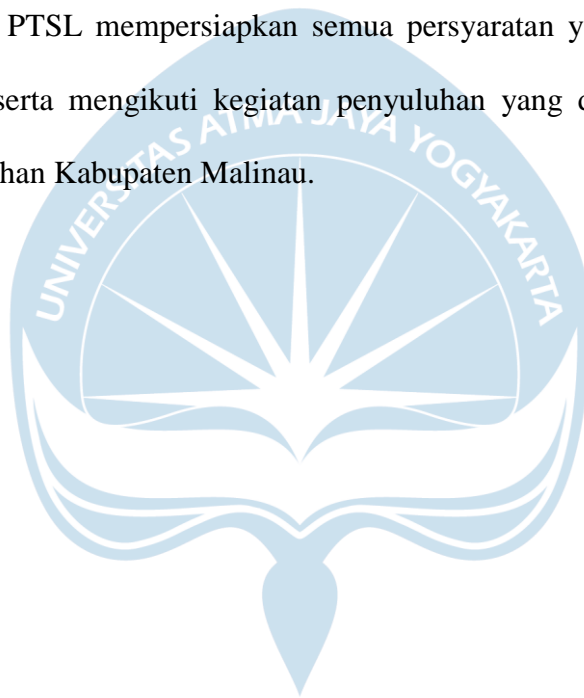 PTSL mempersiapkan semua persyaratan y
serta mengikuti kegiatan penyuluhan yang d
han Kabupaten Malinau.
UNIVERSITAS ATMA JAYA YOGYAKARTA